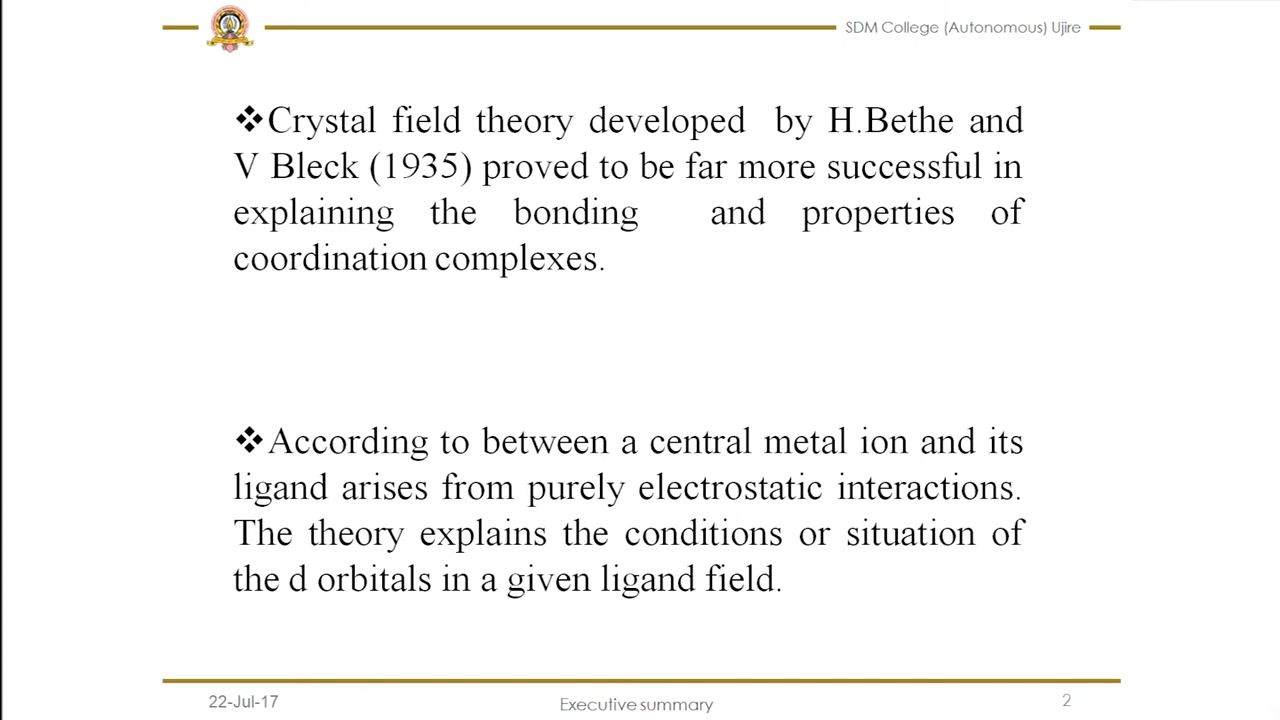 SDM College (Autonomous) Ujire
❖Crystal field theory developed by H.Bethe and
V Bleck (1935) proved to be far more successful in
explaining the bonding and properties of
coordination complexes.
❖According to between a central metal ion and its
ligand arises from purely electrostatic interactions.
The theory explains the conditions or situation of
the d orbitals in a given ligand field.
22-Jul-17
Executive summary
2